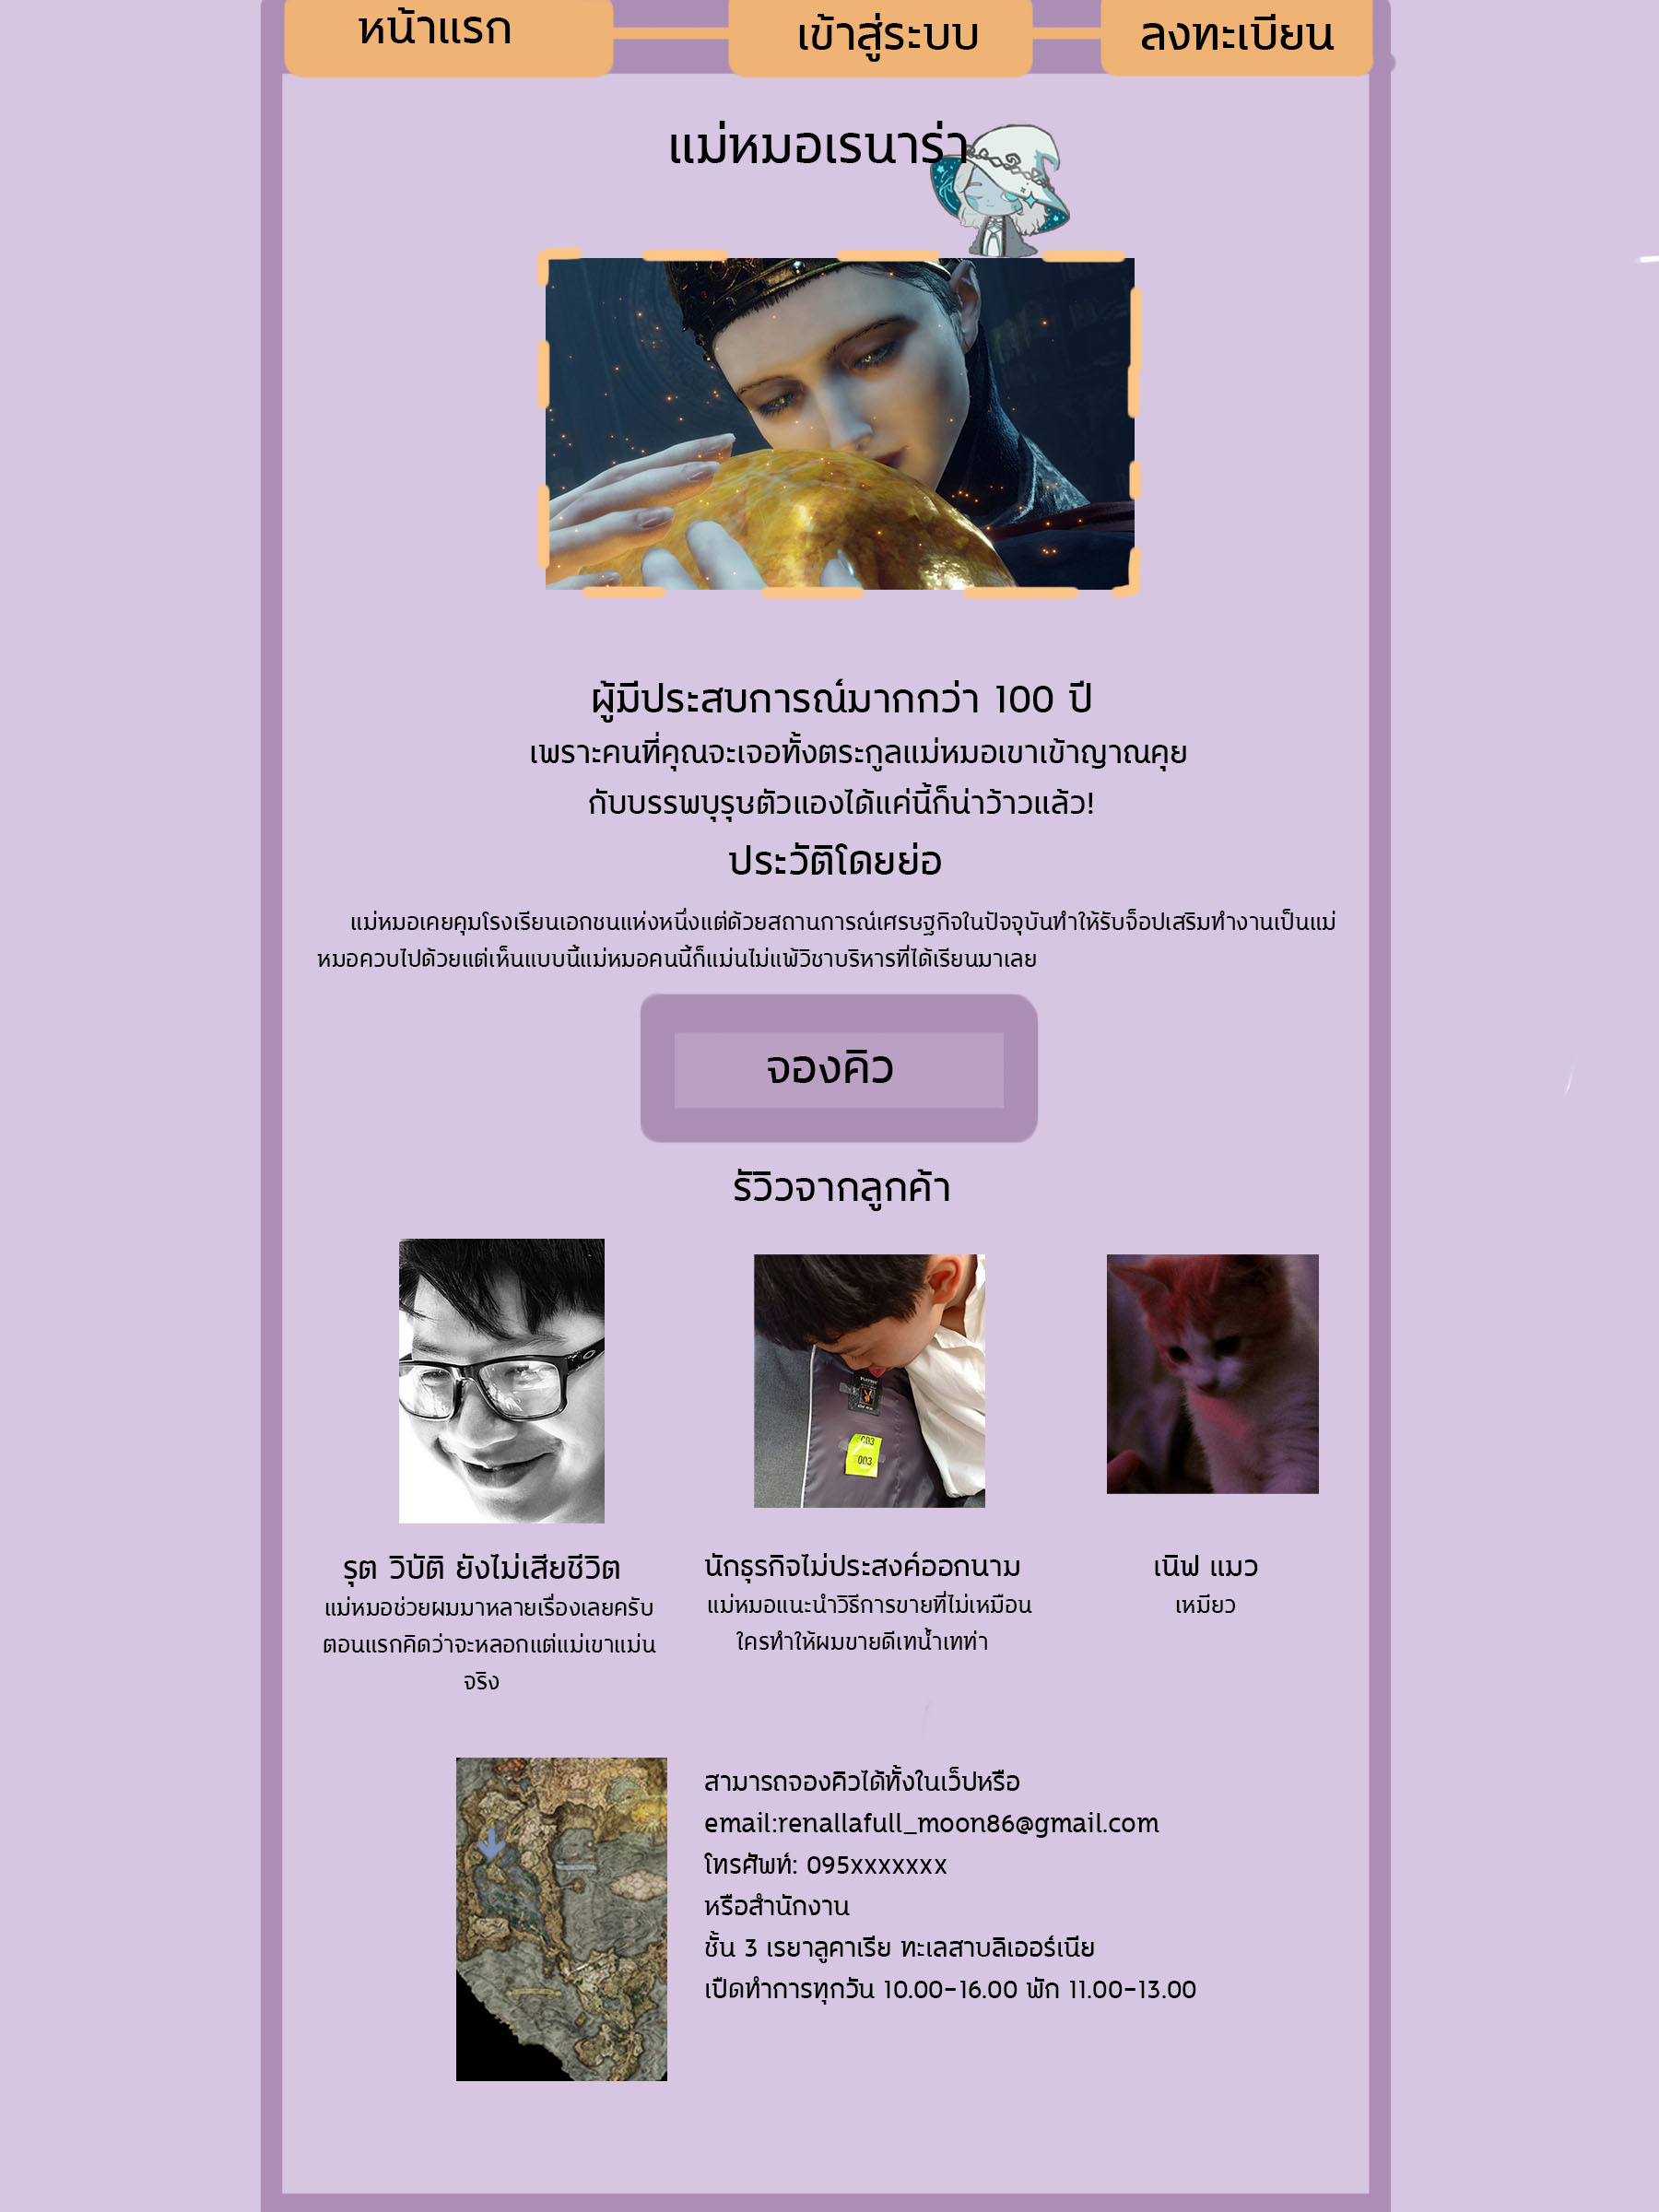 หน้าแรก
เข้าสู่ระบบ
ลงทะเบียน
แม่หมอเรนาร่า
ผู้มีประสบการณ์มากกว่า 100 ปี
เพราะคนที่คุณจะเจอทั้งตระกูลแม่หมอเขาเข้าญาณคุย
กับบรรพบุรุษตัวเองได้แค่นี้ก็น่าว้าวแล้ว!
ประวัติโดยย่อ
แม่หมอเคยคุมโรงเรียนเอกชนแห่งหนึ่งแต่ด้วยสถานการณ์เศรษฐกิจในปัจจุบันทำให้รับจ็อปเสริมทำงานเป็นแม่
หมอควบไปด้วยแต่เห็นแบบนี้แม่หมอคนนี้ก็แม่นไม่แพ้วิชาบริหารที่ได้เรียนมาเลย
จองคิว
รีวิวจากลูกค้า
003
003
รุต วิบัติ ยังไม่เสียชีวิต
แม่หมอช่วยผมมาหลายเรื่องเลยครับ
ตอนแรกคิดว่าจะหลอกแต่แม่เขาแม่น
จริง
นักธุรกิจไม่ประสงค์ออกนาม
แม่หมอแนะนำวิธีการขายที่ไม่เหมือน
ใครทำให้ผมขายดีเทน้ำเทท่า
เนิฟ แมว
เหมียว
สามารถจองคิวได้ทั้งในเว็ปหรือ
email:renallafull_moon86@gmail.com
โทรศัพท์: 095xxxxxxx
หรือสำนักงาน
ชั้น 3 เรยาลูคาเรีย ทะเลสาบลิเออร์เนีย
เปิดทำการทุกวัน 10.00-16.00 พัก 11.00-13.00